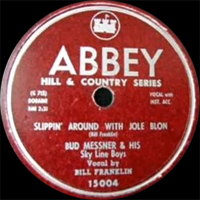 ABBEY
HILL & COUNTRY SERIES
VOCAL with
INST. ACC.
SLIPPIN' AROUND WITH JOLE BLON
(Bill Franklin)
BUD MESSNER & HIS
Sky Line Boys
Vocal by
BILL FRANKLIN
15004